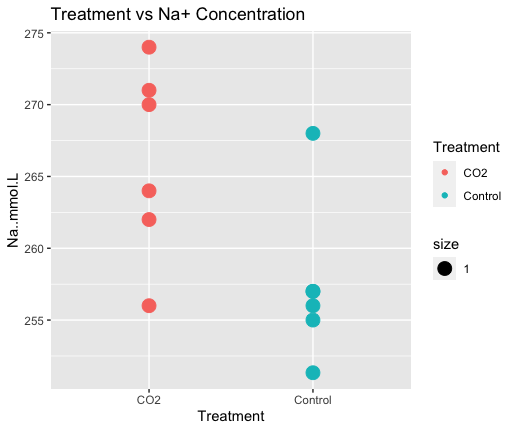 Treatment vs Na+ Concentration
Na..mmol.L
275
270
265
260
255
CO2
Control
Treatment
Treatment
CO2
Control
size
1